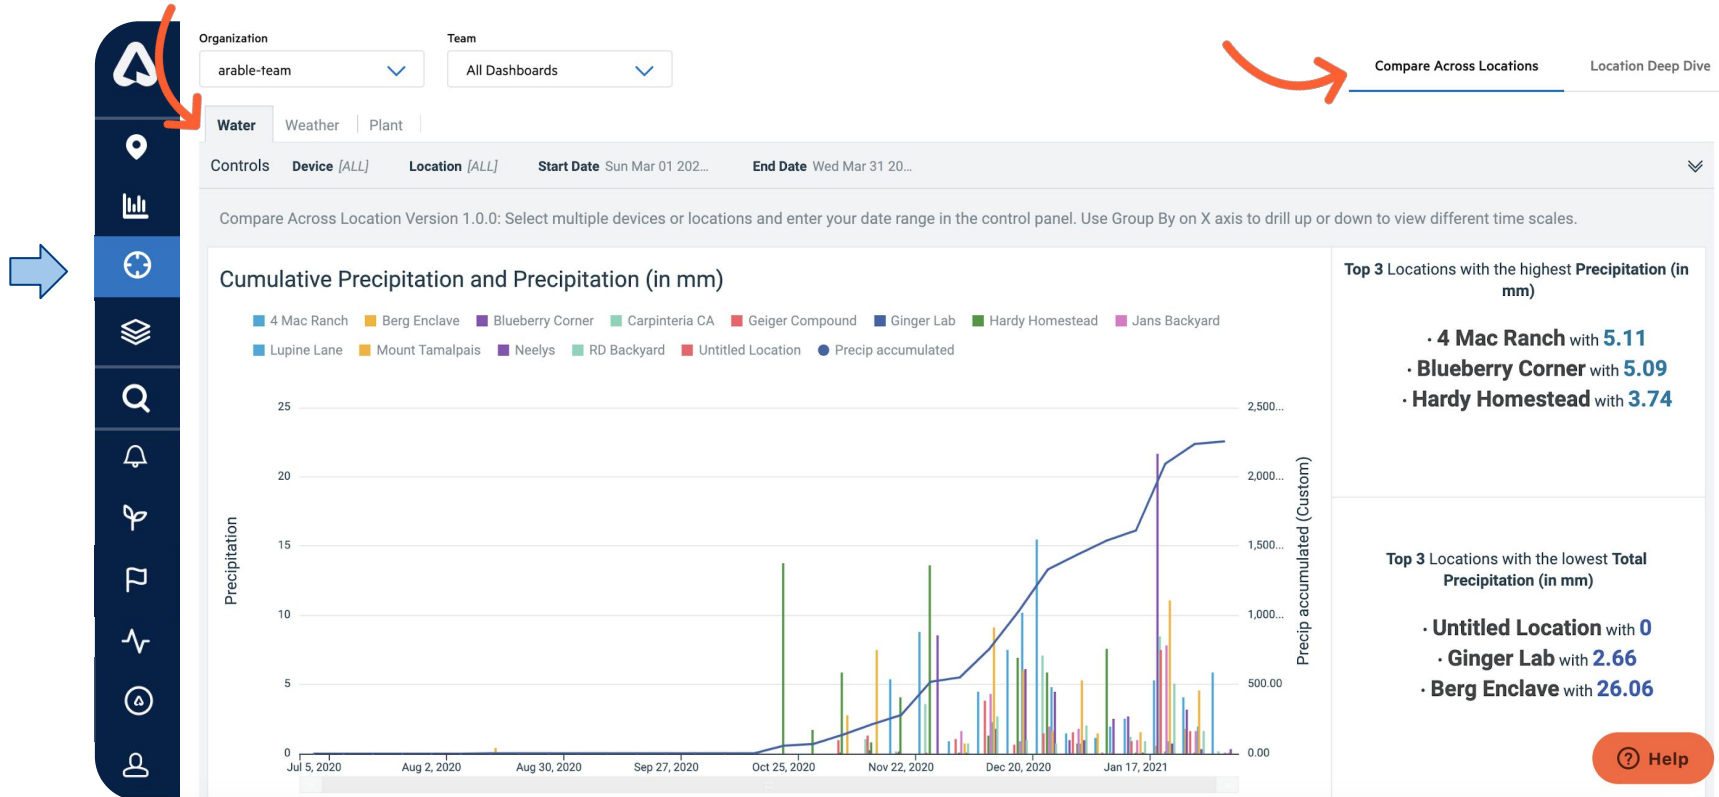 Organization
Team
arable-team
All Dashboards
Compare Across Locations
Location Deep Dive
Water
Weather
Plant
Controls Device [ALL] Location [ALL] Start Date Sun Mar 01 202... End Date Wed Mar 31 20...
Compare Across Location Version 1.0.0: Select multiple devices or locations and enter your date range in the control panel. Use Group By on X axis to drill up or down to view different time scales.
Cumulative Precipitation and Precipitation (in mm)
4 Mac Ranch Berg Enclave Blueberry Corner Carpinteria CA Geiger Compound Ginger Lab Hardy Homestead Jans Backyard
Lupine Lane Mount Tamalpais Neelys RD Backyard Untitled Location Precip accumulated
25
20
15
10
5
0
Precipitation
2,500...
2,000...
1,500...
1,000...
500.00
0.00
Precip accumulated (Custom)
Jul 5, 2020 Aug 2, 2020 Aug 30, 2020 Sep 27, 2020 Oct 25, 2020 Nov 22, 2020 Dec 20, 2020 Jan 17, 2021
Top 3 Locations with the highest Precipitation (in
mm)
· 4 Mac Ranch with 5.11
· Blueberry Corner with 5.09
· Hardy Homestead with 3.74
Top 3 Locations with the lowest Total
Precipitation (in mm)
· Untitled Location with 0
· Ginger Lab with 2.66
· Berg Enclave with 26.06
Help